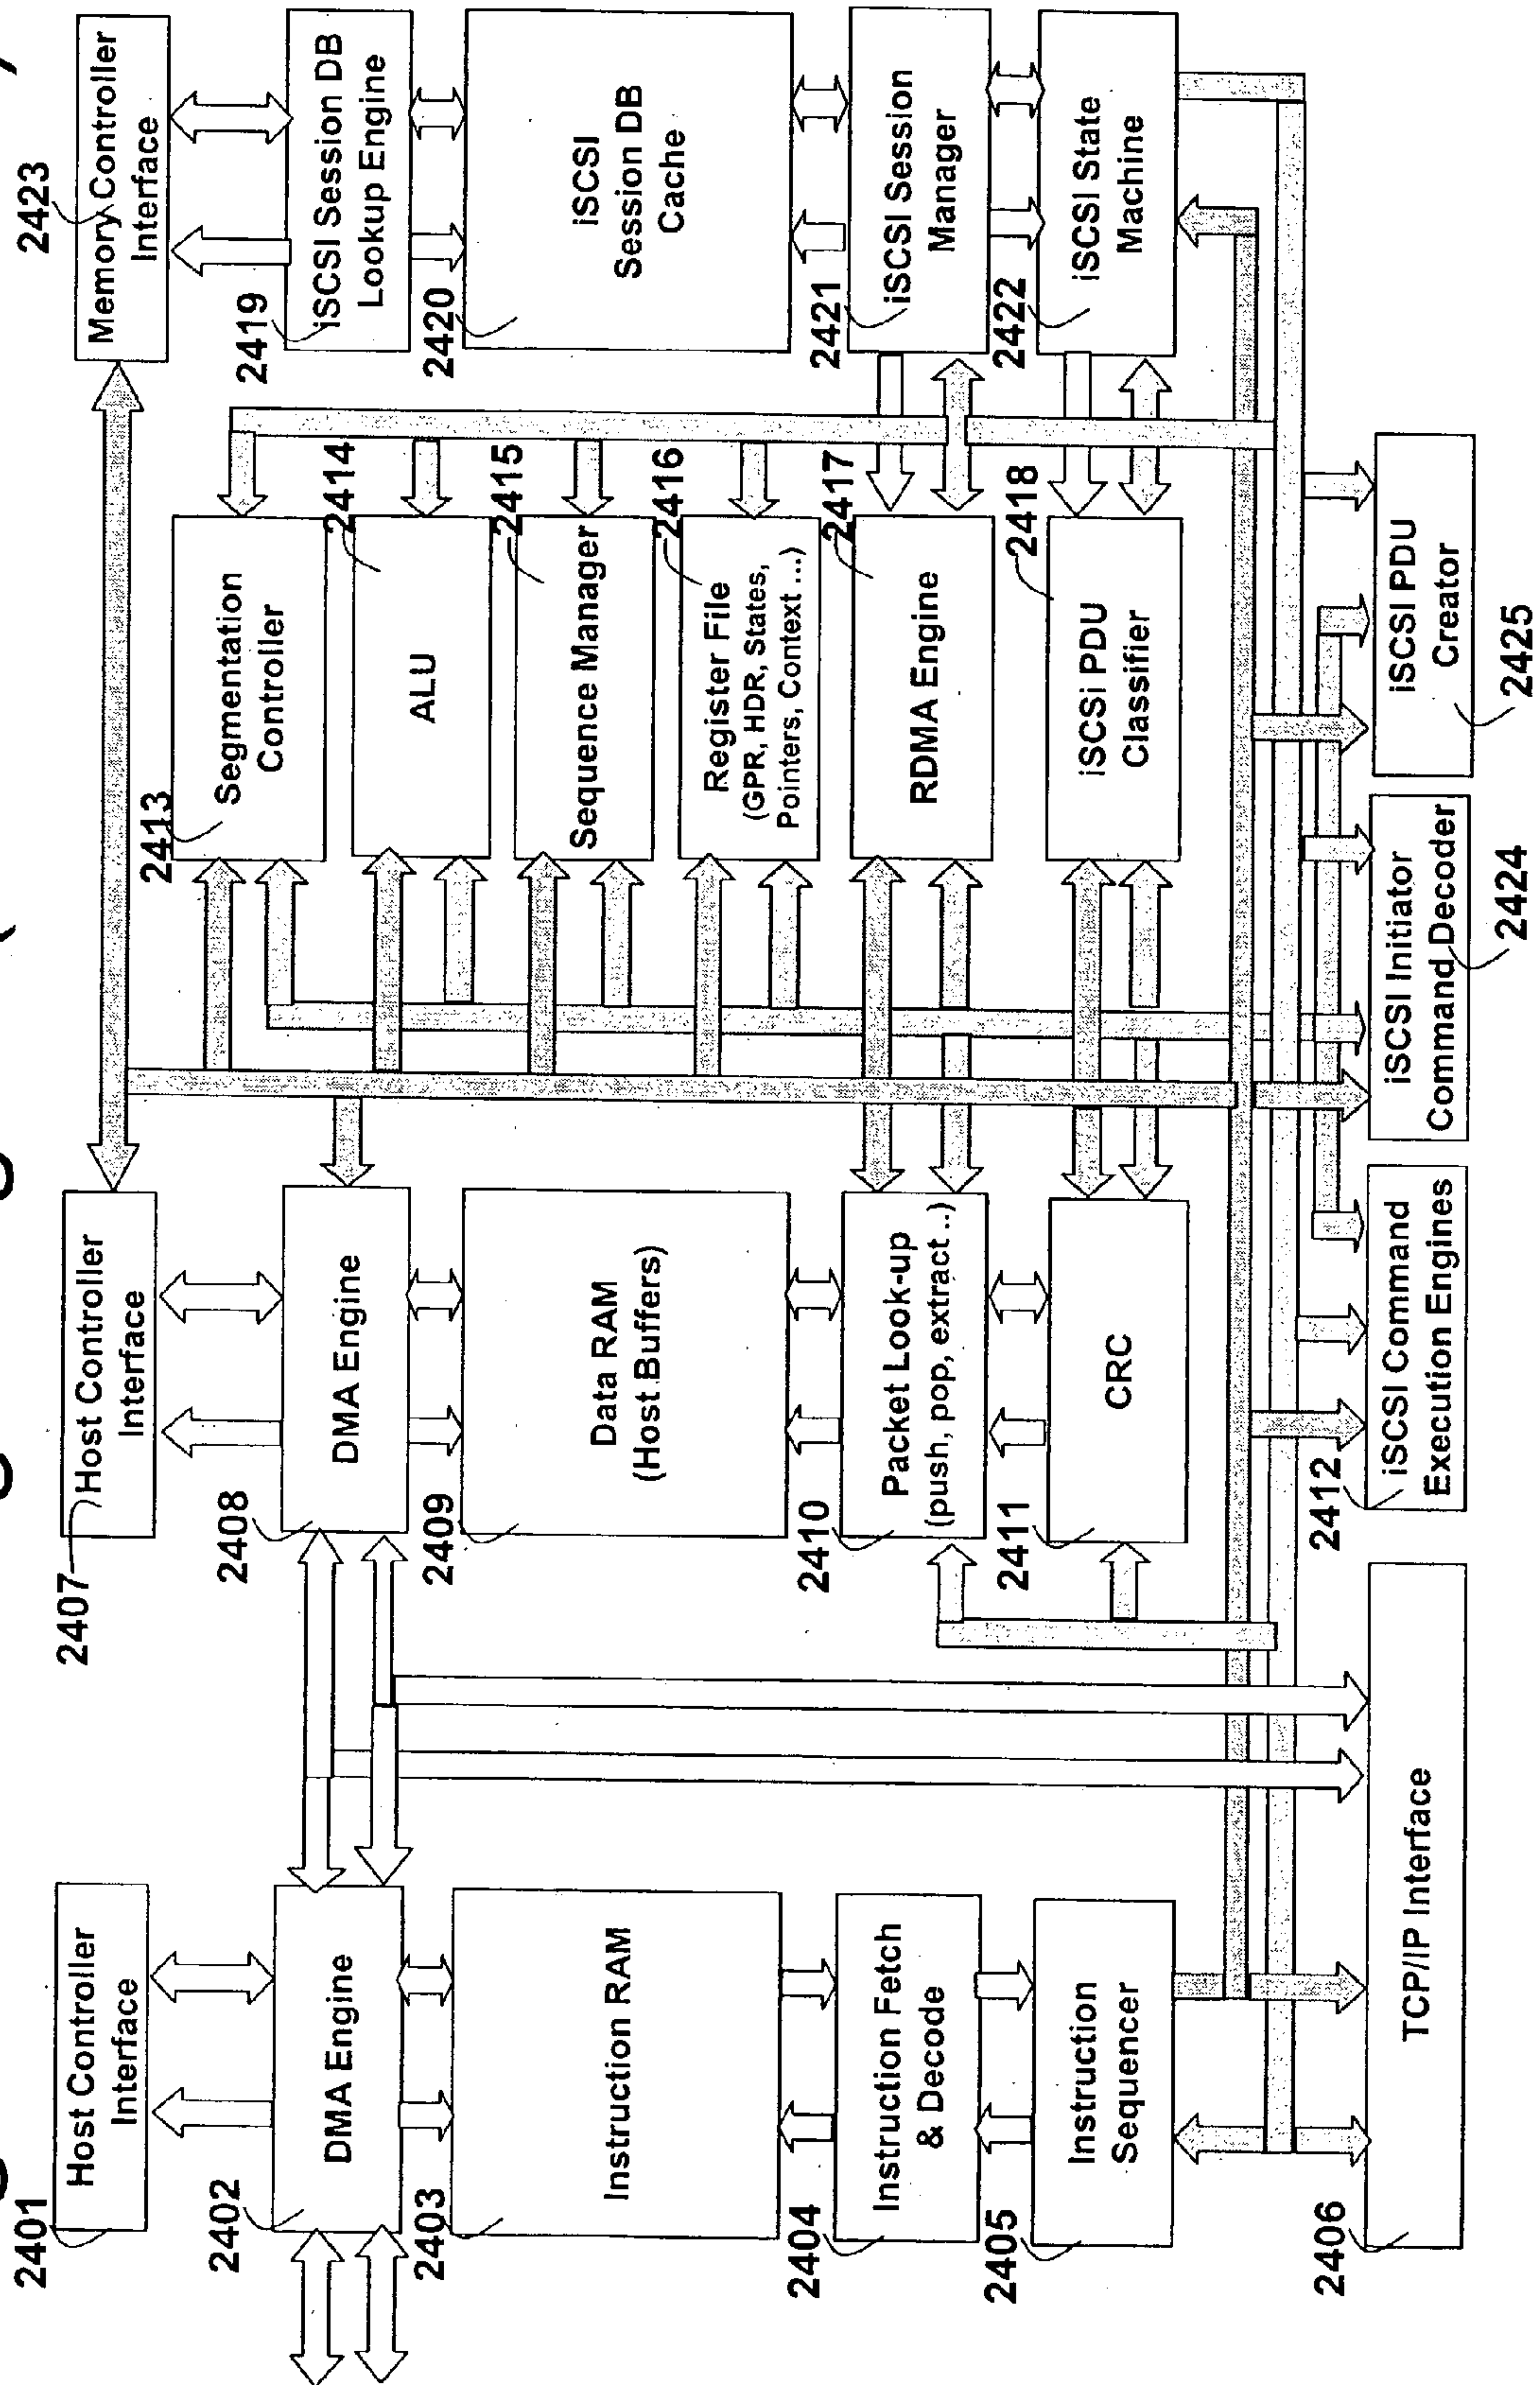 2401
Host Controller
Interface
2402
DMA Engine
2403
Instruction RAM
2404
Instruction Fetch
& Decode
2405
Instruction
Sequencer
2406
TCP/IP Interface
2407
Host Controller
Interface
2408
DMA Engine
2409
Data RAM
(Host Buffers)
2410
Packet Look-up
(push, pop, extract ..)
2411
CRC
2412
iSCSI Command
Execution Engines
2413
Segmentation
Controller
2414
ALU
2415
Sequence Manager
2416
Register File
(GPR, HDR, States,
Pointers, Context ...)
2417
RDMA Engine
2418
iSCSi PDU
Classifier
2423
Memory Controller
Interface
2419
iSCSI Session DB
Lookup Engine
2420
iSCSI
Session DB
Cache
2421
iSCSI Session
Manager
2422
iSCSI State
Machine
iSCSI Initiator
Command Decoder
2424
iSCSI PDU
Creator
2425